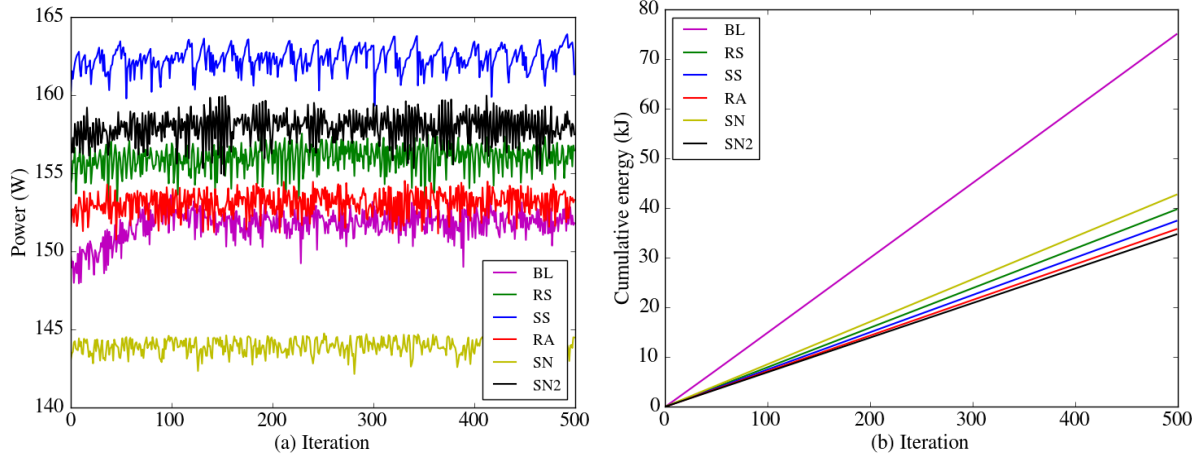 165
160
155
150
145
140
Power (W)
BL
RS
SS
RA
SN
SN2
0
100
200
300
400
500
(a) Iteration
80
70
60
50
40
30
20
10
0
Cumulative energy (kJ)
BL
RS
SS
RA
SN
SN2
0
100
200
300
400
500
(b) Iteration